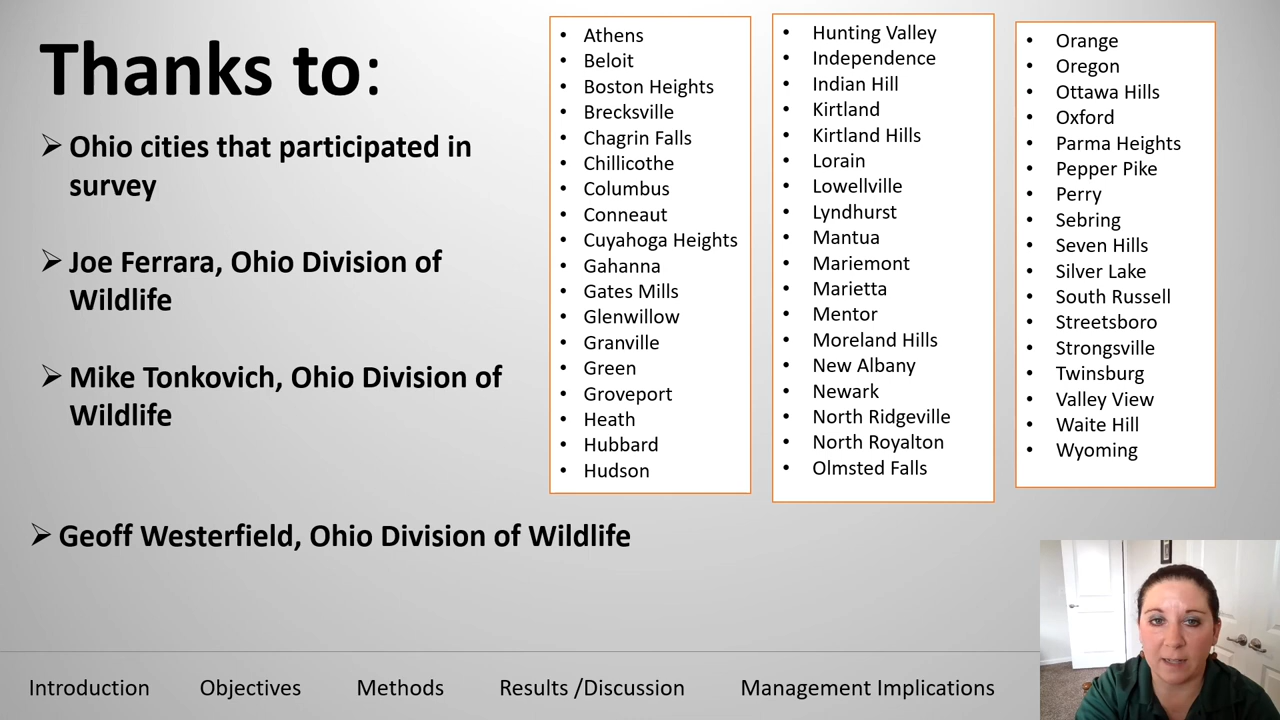 Thanks to:
➢ Ohio cities that participated in
survey
➢ Joe Ferrara, Ohio Division of
Wildlife
➢ Mike Tonkovich, Ohio Division of
Wildlife
➢ Geoff Westerfield, Ohio Division of Wildlife
• Athens
• Beloit
• Boston Heights
• Brecksville
• Chagrin Falls
• Chillicothe
• Columbus
• Conneaut
• Cuyahoga Heights
• Gahanna
• Gates Mills
• Glenwillow
• Granville
• Green
• Groveport
• Heath
• Hubbard
• Hudson
• Hunting Valley
• Independence
• Indian Hill
• Kirtland
• Kirtland Hills
• Lorain
• Lowellville
• Lyndhurst
• Mantua
• Mariemont
• Marietta
• Mentor
• Moreland Hills
• New Albany
• Newark
• North Ridgeville
• North Royalton
• Olmsted Falls
• Orange
• Oregon
• Ottawa Hills
• Oxford
• Parma Heights
• Pepper Pike
• Perry
• Sebring
• Seven Hills
• Silver Lake
• South Russell
• Streetsboro
• Strongsville
• Twinsburg
• Valley View
• Waite Hill
• Wyoming
Introduction Objectives Methods Results /Discussion Management Implications